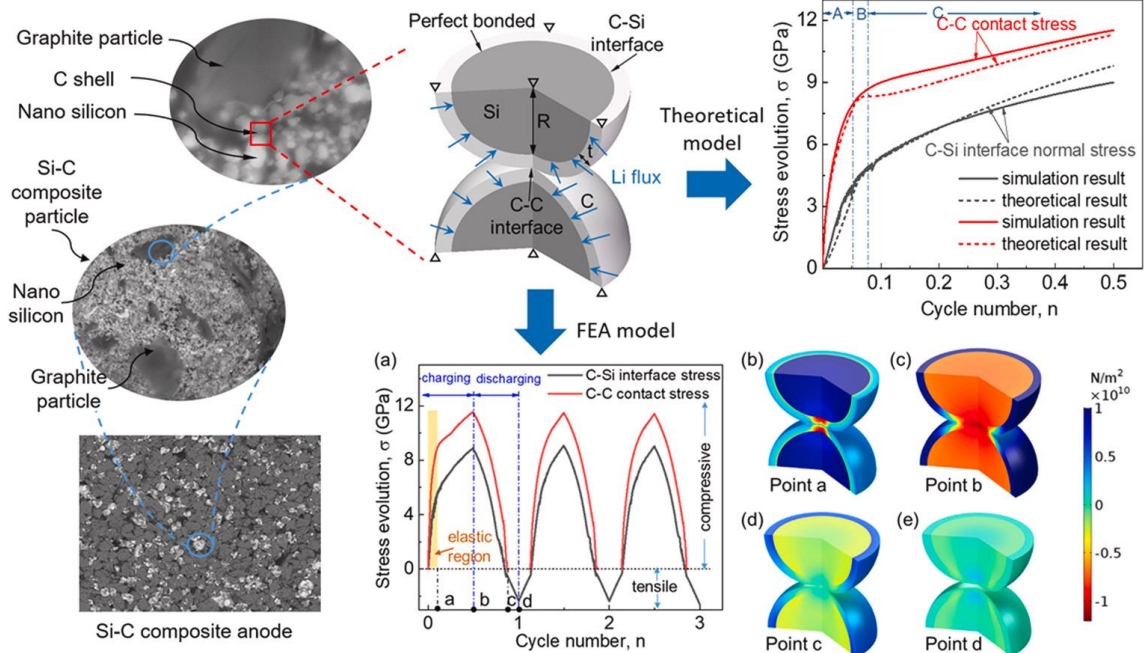 Graphite particle
C shell
Nano silicon
Si-C
composite
particle
Nano
silicon
Graphite
particle
Si-C composite anode
Perfect bonded
C-Si
interface
Si
R
t
Li flux
C-C
interface
C
Theoretical
model
FEA model
Stress evolution, σ (GPa)
12
9
6
3
0
A
B
C
C-C contact stress
C-Si interface normal stress
simulation result
theoretical result
simulation result
theoretical result
0
0.1
0.2
0.3
0.4
0.5
Cycle number, n
(a)
Stress evolution, σ (GPa)
12
8
4
0
charging
discharging
C-Si interface stress
C-C contact stress
compressive
tensile
elastic
region
a
b
c
d
0
1
2
3
Cycle number, n
(b)
Point a
(c)
Point b
(d)
Point c
(e)
Point d
N/m²
×10¹⁰
1
0.5
0
-0.5
-1